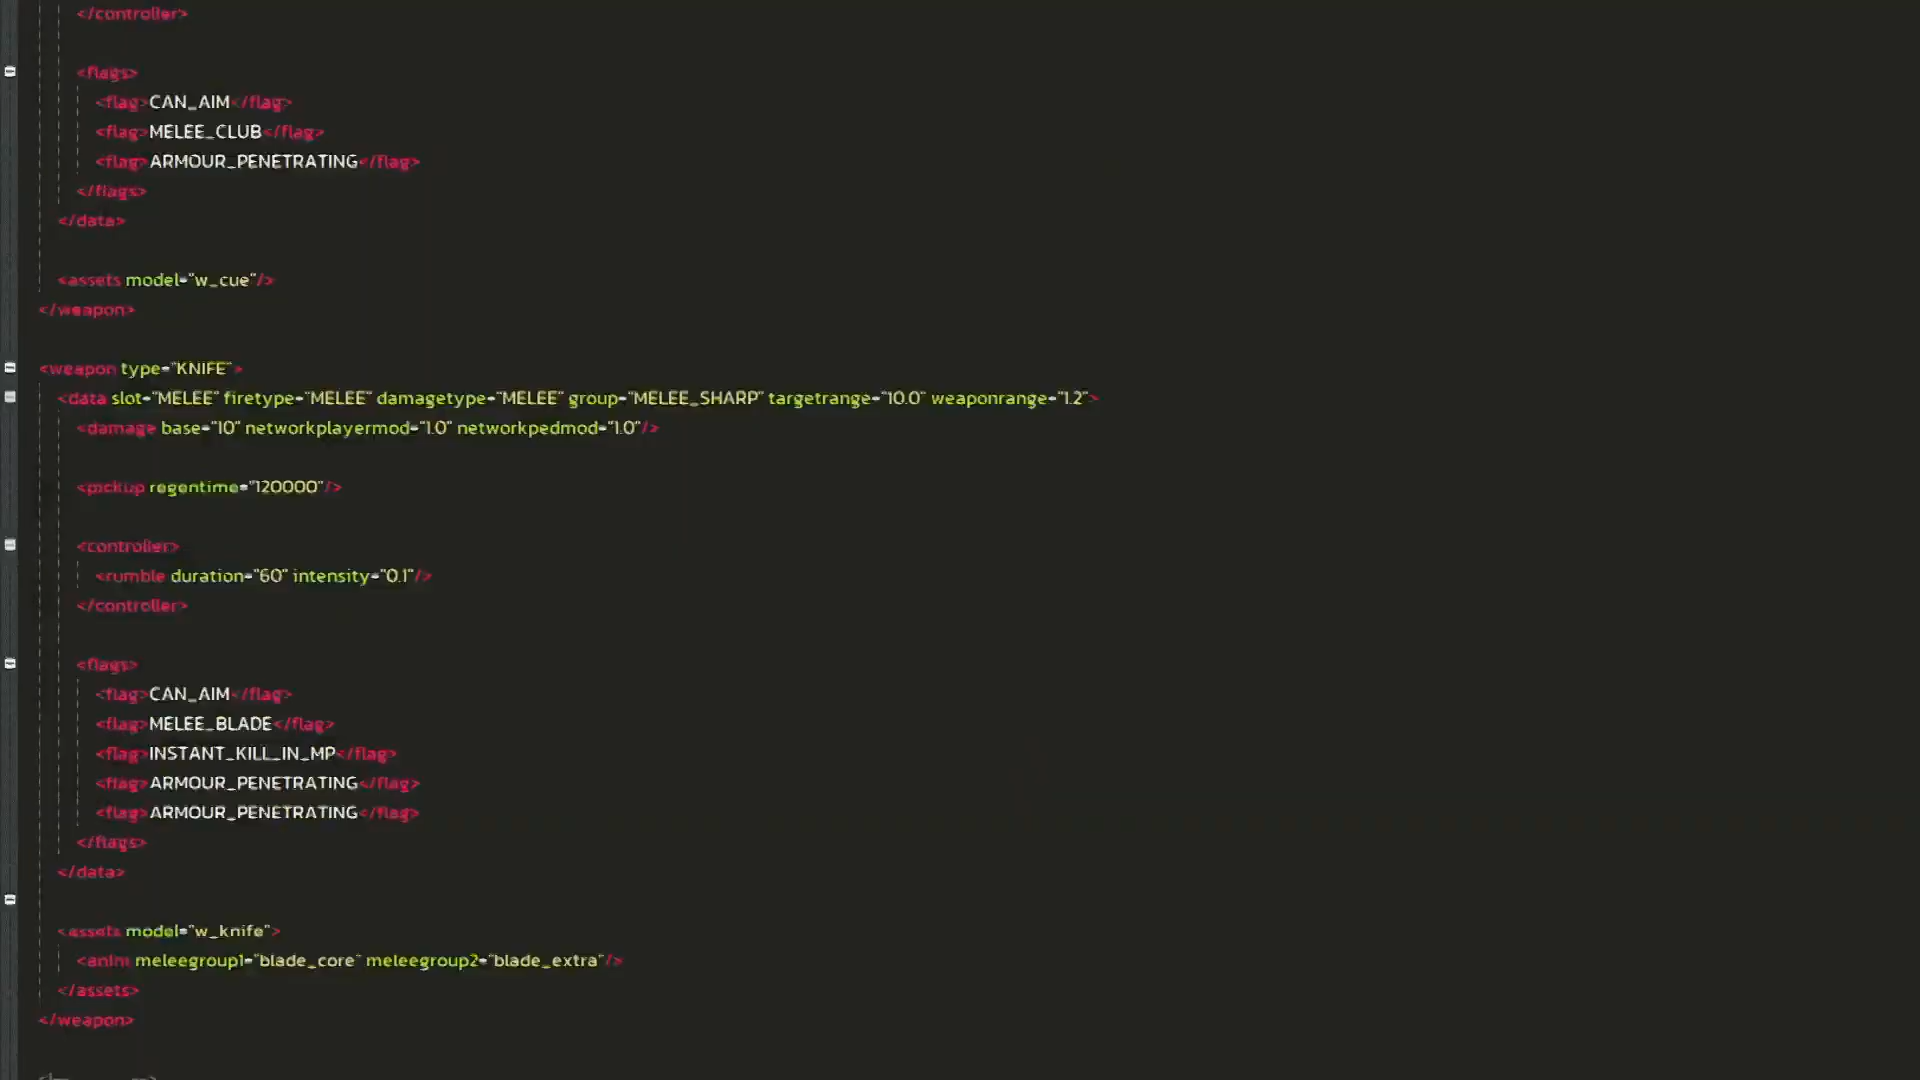 </controller>
<flags>
<flag>CAN_AIM</flag>
<flag>MELEE_CLUB</flag>
<flag>ARMOUR_PENETRATING</flag>
</flags>
</data>
<assets model="w_cue"/>
</weapon>
<weapon type="KNIFE">
<data slot="MELEE" firetype="MELEE" damagetype="MELEE" group="MELEE_SHARP" targetrange="10.0" weaponrange="1.2">
<damage base="10" networkplayermod="1.0" networkpedmod="1.0"/>
<pickup regentime="120000"/>
<controller>
<rumble duration="60" intensity="0.1"/>
</controller>
<flags>
<flag>CAN_AIM</flag>
<flag>MELEE_BLADE</flag>
<flag>INSTANT_KILL_IN_MP</flag>
<flag>ARMOUR_PENETRATING</flag>
<flag>ARMOUR_PENETRATING</flag>
</flags>
</data>
<assets model="w_knife">
<anim meleegroup1="blade_core" meleegroup2="blade_extra"/>
</assets>
</weapon>